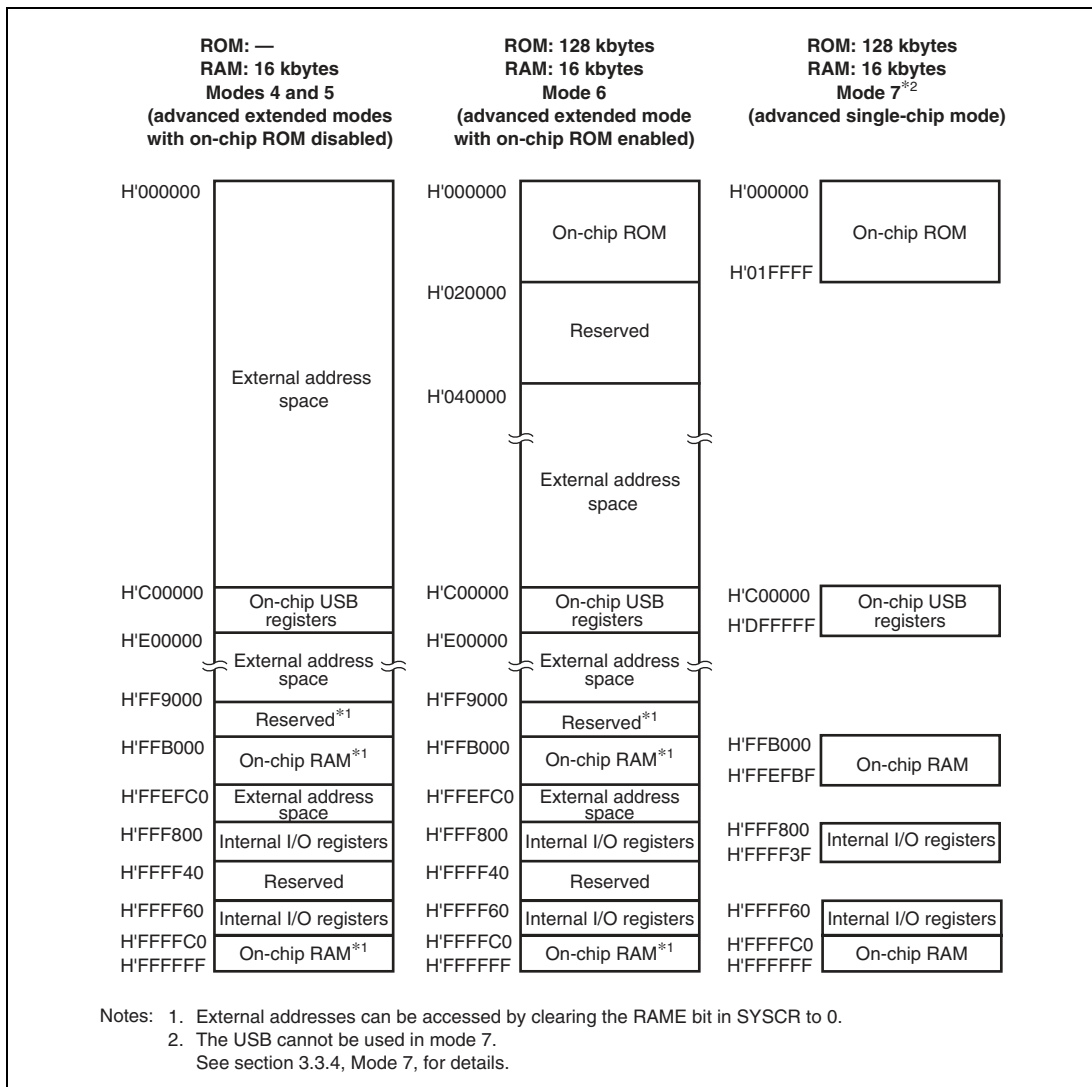 ROM: —
RAM: 16 kbytes
Modes 4 and 5
(advanced extended modes
with on-chip ROM disabled)
H'000000
External address
space
H'C00000
On-chip USB
registers
H'E00000
External address
space
H'FF9000
Reserved*1
H'FFB000
On-chip RAM*1
H'FFEFC0
External address
space
H'FFF800
Internal I/O registers
H'FFFF40
Reserved
H'FFFF60
Internal I/O registers
H'FFFFC0
On-chip RAM*1
H'FFFFFF
ROM: 128 kbytes
RAM: 16 kbytes
Mode 6
(advanced extended mode
with on-chip ROM enabled)
H'000000
On-chip ROM
H'020000
Reserved
H'040000
External address
space
H'C00000
On-chip USB
registers
H'E00000
External address
space
H'FF9000
Reserved*1
H'FFB000
On-chip RAM*1
H'FFEFC0
External address
space
H'FFF800
Internal I/O registers
H'FFFF40
Reserved
H'FFFF60
Internal I/O registers
H'FFFFC0
On-chip RAM*1
H'FFFFFF
ROM: 128 kbytes
RAM: 16 kbytes
Mode 7*2
(advanced single-chip mode)
H'000000
On-chip ROM
H'01FFFF
H'C00000
On-chip USB
registers
H'DFFFFF
H'FFB000
On-chip RAM
H'FFEFBF
H'FFF800
Internal I/O registers
H'FFFF3F
H'FFFF60
Internal I/O registers
H'FFFFC0
On-chip RAM
H'FFFFFF
Notes: 1. External addresses can be accessed by clearing the RAME bit in SYSCR to 0.
2. The USB cannot be used in mode 7.
See section 3.3.4, Mode 7, for details.